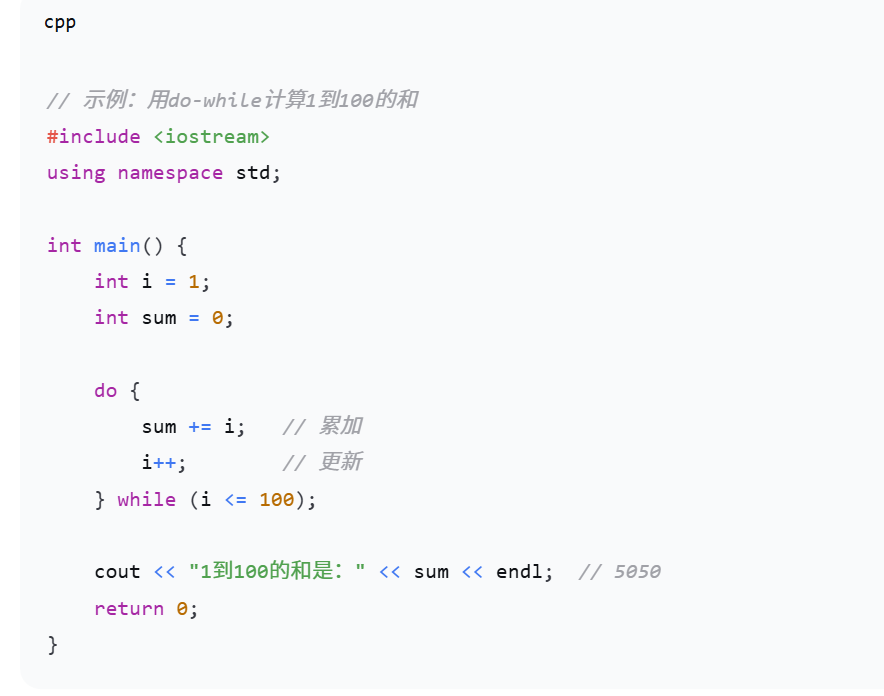 cpp
// 示例：用do-while计算1到100的和
#include <iostream>
using namespace std;
int main() {
    int i = 1;
    int sum = 0;
    do {
        sum += i;   // 累加
        i++;        // 更新
    } while (i <= 100);
    cout << "1到100的和是：" << sum << endl;  // 5050
    return 0;
}